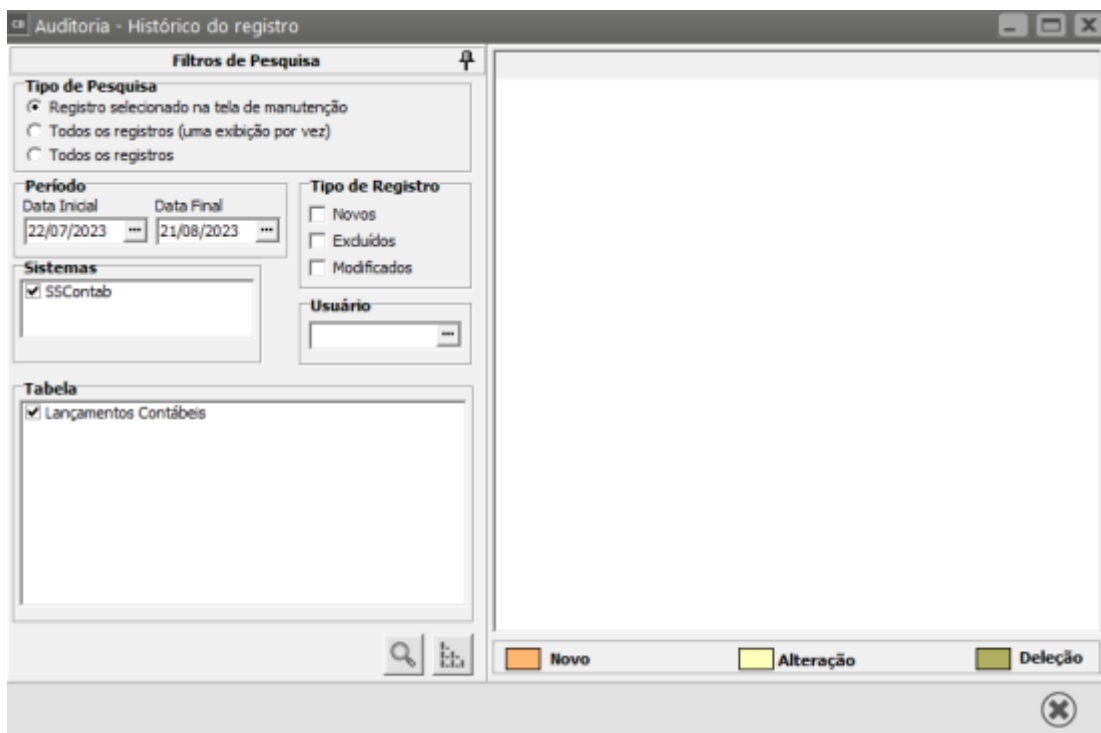 CB Auditoria - Histórico do registro
Filtros de Pesquisa
Tipo de Pesquisa
Registro selecionado na tela de manutenção
Todos os registros (uma exibição por vez)
Todos os registros
Período
Data Inicial Data Final
22/07/2023 ... 21/08/2023 ...
Tipo de Registro
Novos
Excluídos
Modificados
Sistemas
SSContab
Usuário
...
Tabela
Lançamentos Contábeis
Novo Alteração Deleção